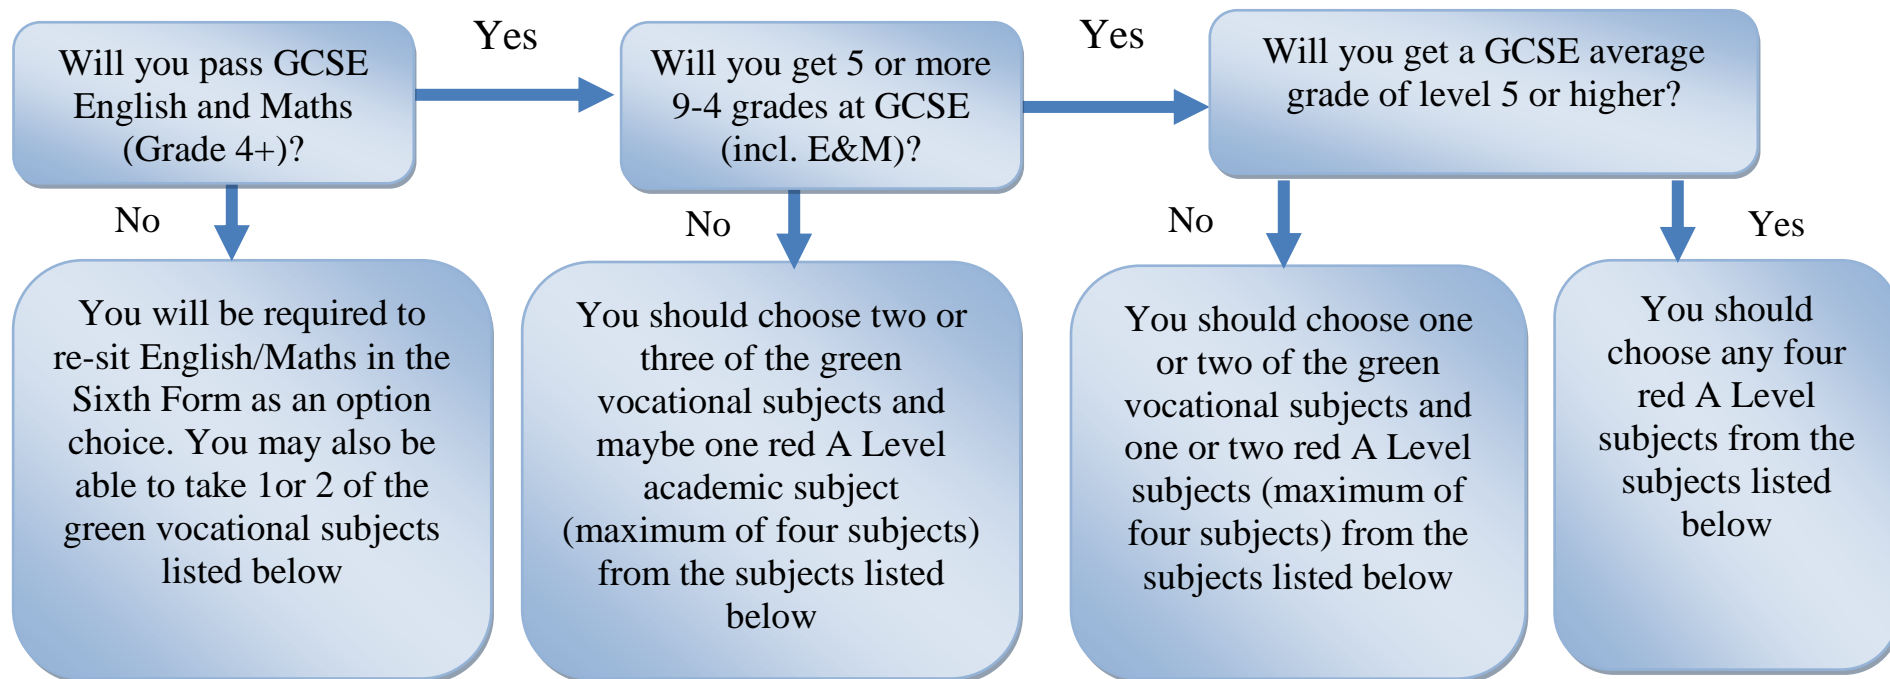 Will you pass GCSE
English and Maths
(Grade 4+)?
Yes
Will you get 5 or more
9-4 grades at GCSE
(incl. E&M)?
Yes
Will you get a GCSE average
grade of level 5 or higher?
No
No
No
Yes
You will be required to
re-sit English/Maths in the
Sixth Form as an option
choice. You may also be
able to take 1or 2 of the
green vocational subjects
listed below
You should choose two or
three of the green
vocational subjects and
maybe one red A Level
academic subject
(maximum of four subjects)
from the subjects listed
below
You should choose one
or two of the green
vocational subjects and
one or two red A Level
subjects (maximum of
four subjects) from the
subjects listed below
You should
choose any four
red A Level
subjects from the
subjects listed
below